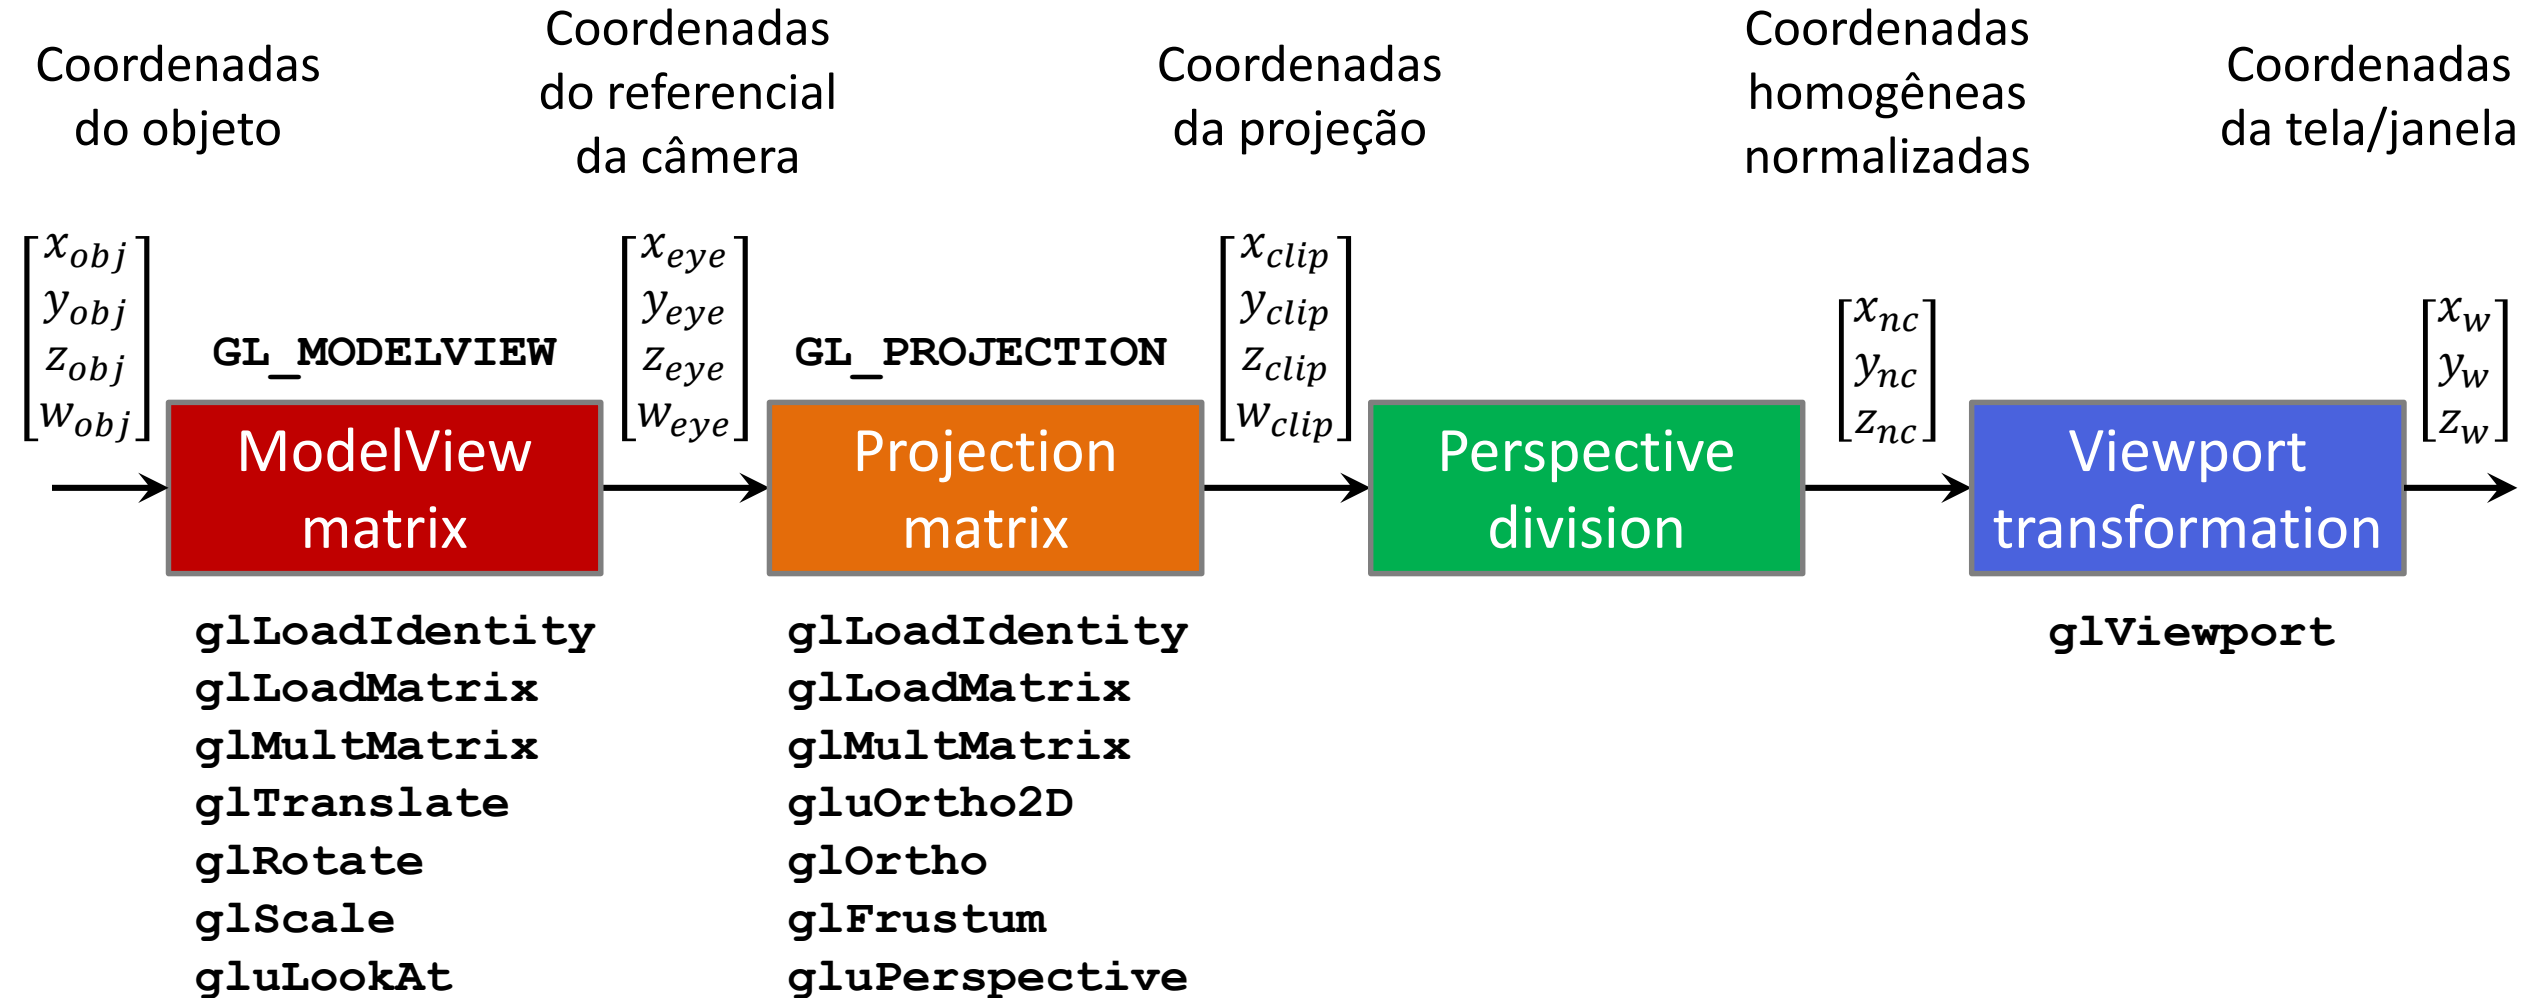 Coordenadas
do objeto
Coordenadas
do referencial
da câmera
Coordenadas
da projeção
Coordenadas
homogêneas
normalizadas
Coordenadas
da tela/janela
x_obj
y_obj
z_obj
w_obj
GL_MODELVIEW
ModelView
matrix
x_eye
y_eye
z_eye
w_eye
GL_PROJECTION
Projection
matrix
x_clip
y_clip
z_clip
w_clip
Perspective
division
x_nc
y_nc
z_nc
Viewport
transformation
x_w
y_w
z_w
glLoadIdentity
glLoadMatrix
glMultMatrix
glTranslate
glRotate
glScale
gluLookAt
glLoadIdentity
glLoadMatrix
glMultMatrix
gluOrtho2D
glOrtho
glFrustum
gluPerspective
glViewport